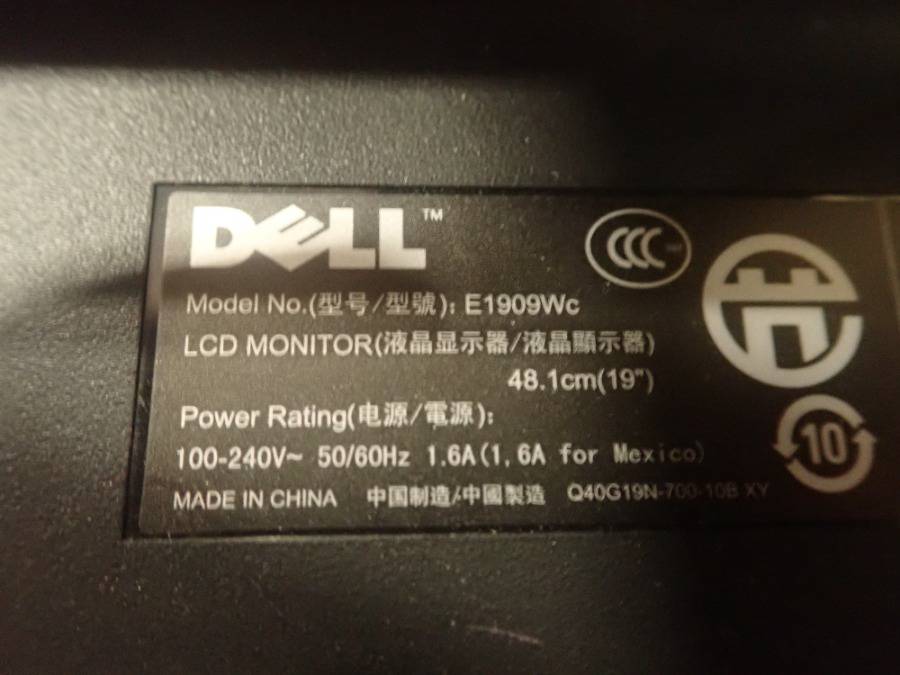 DELL™
CCC
Model No.(型号/型號): E1909Wc
LCD MONITOR(液晶显示器/液晶顯示器)
48.1cm(19")
Power Rating(电源/電源):
100-240V~ 50/60Hz 1.6A(1,6A for Mexico)
10
MADE IN CHINA 中国制造/中國製造 Q40G19N-700-10B XY